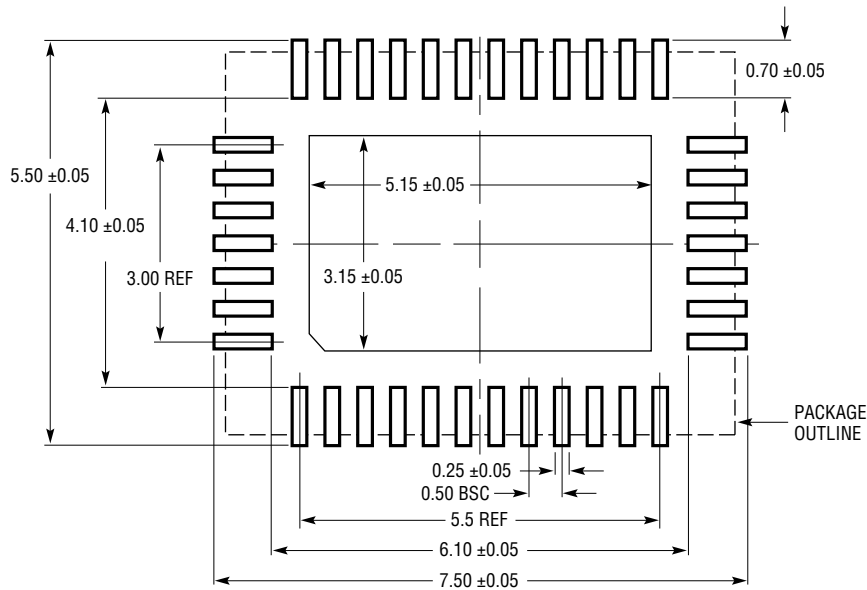 0.70 ±0.05
5.50 ±0.05
5.15 ±0.05
4.10 ±0.05
3.00 REF
3.15 ±0.05
PACKAGE
OUTLINE
0.25 ±0.05
0.50 BSC
5.5 REF
6.10 ±0.05
7.50 ±0.05